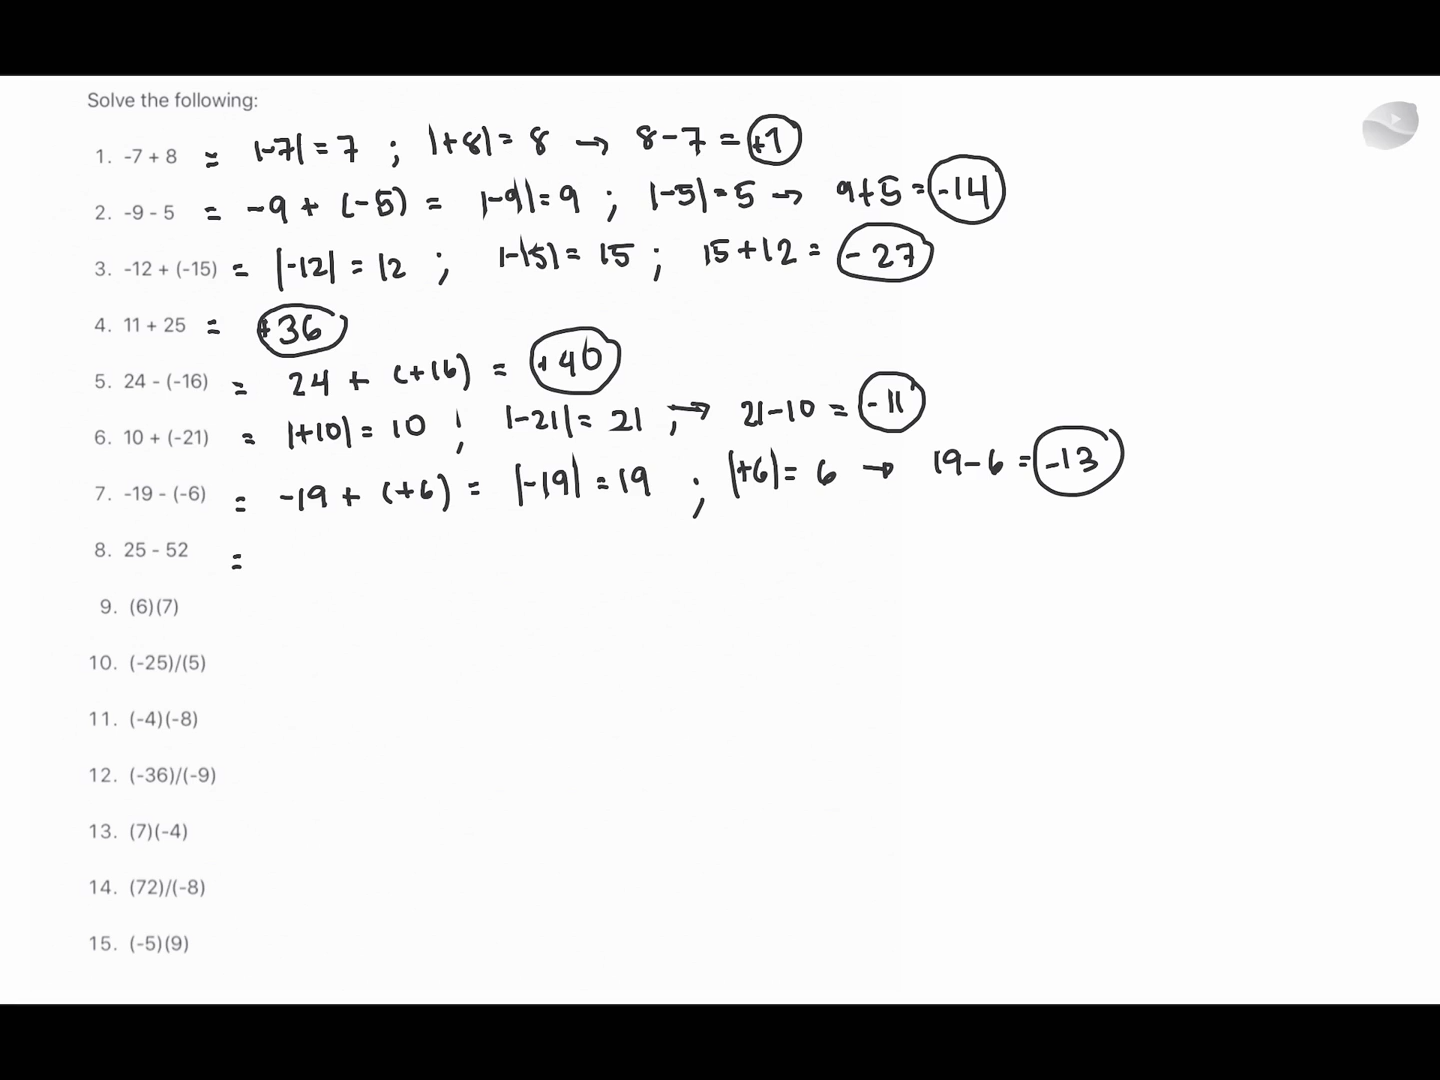 Solve the following:
1. -7 + 8 = |-7| = 7 ; |+8| = 8 → 8-7 = +1
2. -9 - 5 = -9 + (-5) = |-9| = 9 ; |-5| = 5 → 9+5 = -14
3. -12 + (-15) = |-12| = 12 ; |-15| = 15 ; 15+12 = -27
4. 11 + 25 = +36
5. 24 - (-16) = 24 + (+16) = +40
6. 10 + (-21) = |+10| = 10 ; |-21| = 21 ; → 21-10 = -11
7. -19 - (-6) = -19 + (+6) = |-19| = 19 ; |+6| = 6 → 19-6 = -13
8. 25 - 52 =
9. (6)(7)
10. (-25)/(5)
11. (-4)(-8)
12. (-36)/(-9)
13. (7)(-4)
14. (72)/(-8)
15. (-5)(9)